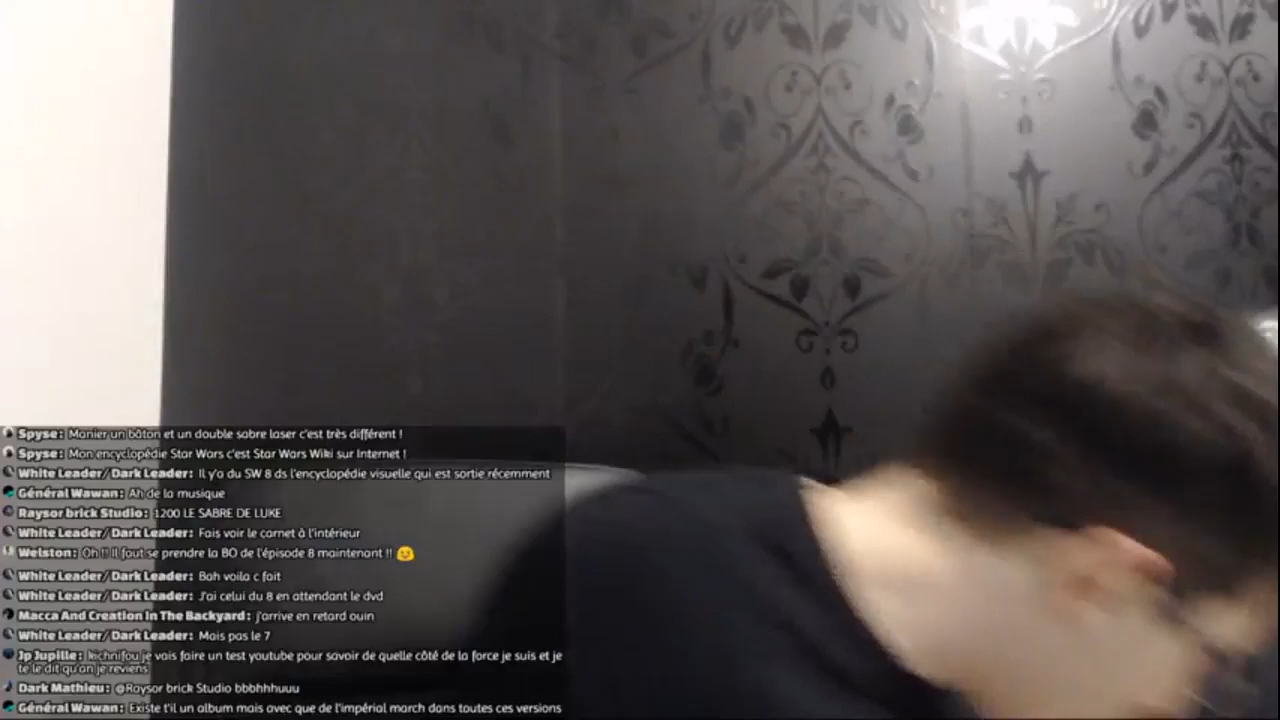 Spyse: Manier un bâton et un double sabre laser c'est très différent !
Spyse: Mon encyclopédie Star Wars c'est Star Wars Wiki sur Internet !
White Leader/Dark Leader: Il y'a du SW 8 ds l'encyclopédie visuelle qui est sortie récemment
Général Wawan: Ah de la musique
Raysor brick Studio: 1200 LE SABRE DE LUKE
White Leader/Dark Leader: Fais voir le carnet à l'intérieur
Welston: Oh !! Il faut se prendre la BO de l'épisode 8 maintenant !! 🙂
White Leader/Dark Leader: Bah voila c fait
White Leader/Dark Leader: J'ai celui du 8 en attendant le dvd
Macca And Creation In The Backyard: j'arrive en retard ouin
White Leader/Dark Leader: Mais pas le 7
Jp Jupille: kichnifou je vais faire un test youtube pour savoir de quelle côté de la force je suis et je
te le dit qu'an je reviens
Dark Mathieu: @Raysor brick Studio bbbhhhuuu
Général Wawan: Existe t'il un album mais avec que de l'impérial march dans toutes ces versions